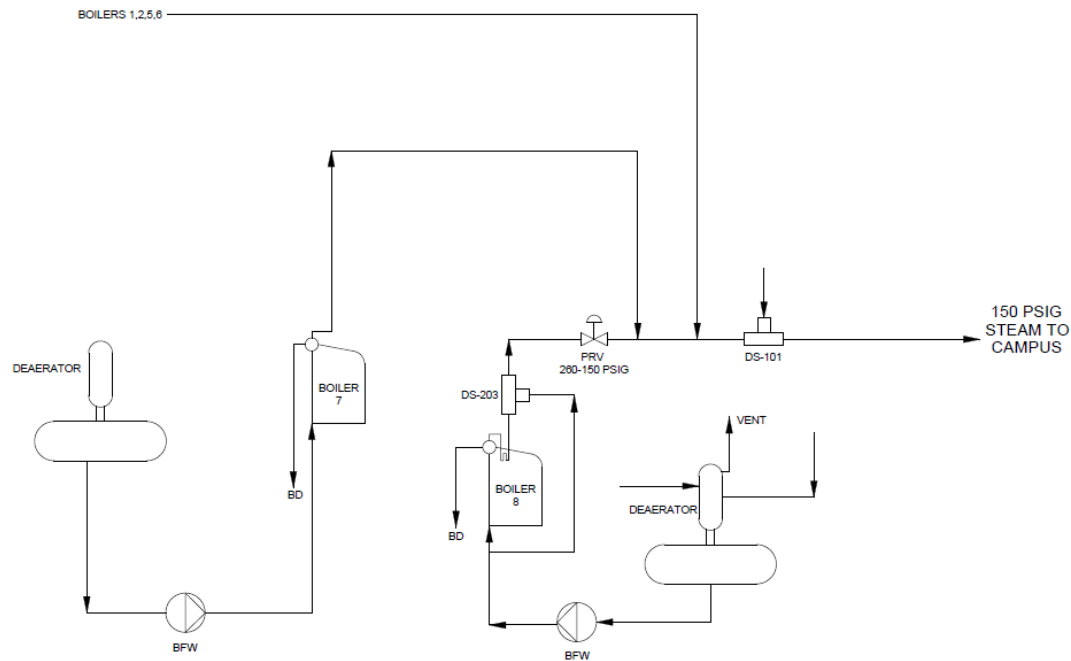 BOILERS 1,2,5,6
150 PSIG
STEAM TO
CAMPUS
DS-101
PRV
260-150 PSIG
DEAERATOR
BOILER
7
DS-203
VENT
BOILER
8
BD
DEAERATOR
BD
BFW
BFW